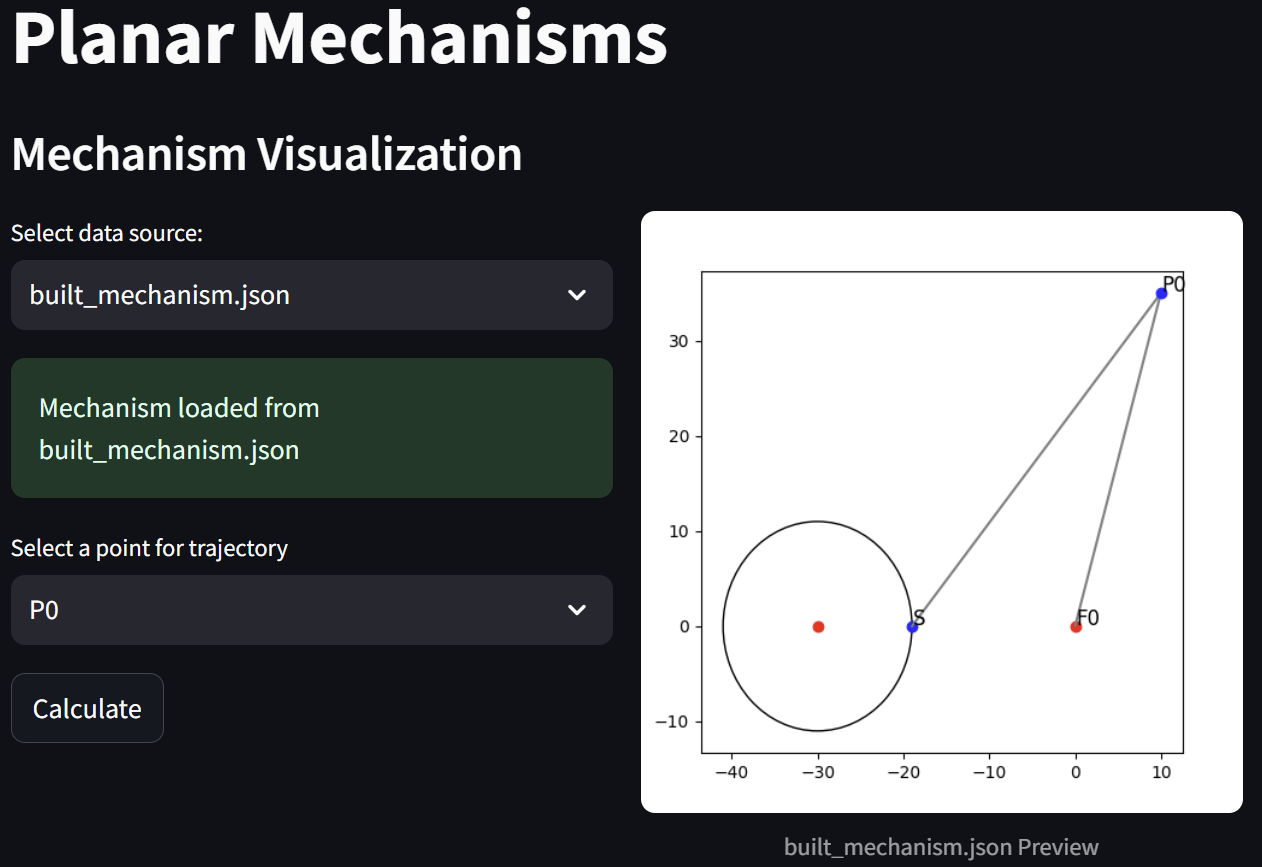 Planar Mechanisms
Mechanism Visualization
Select data source:
built_mechanism.json
Mechanism loaded from
built_mechanism.json
Select a point for trajectory
P0
Calculate
P0
30
20
10
S
F0
0
−10
−40 −30 −20 −10 0 10
built_mechanism.json Preview